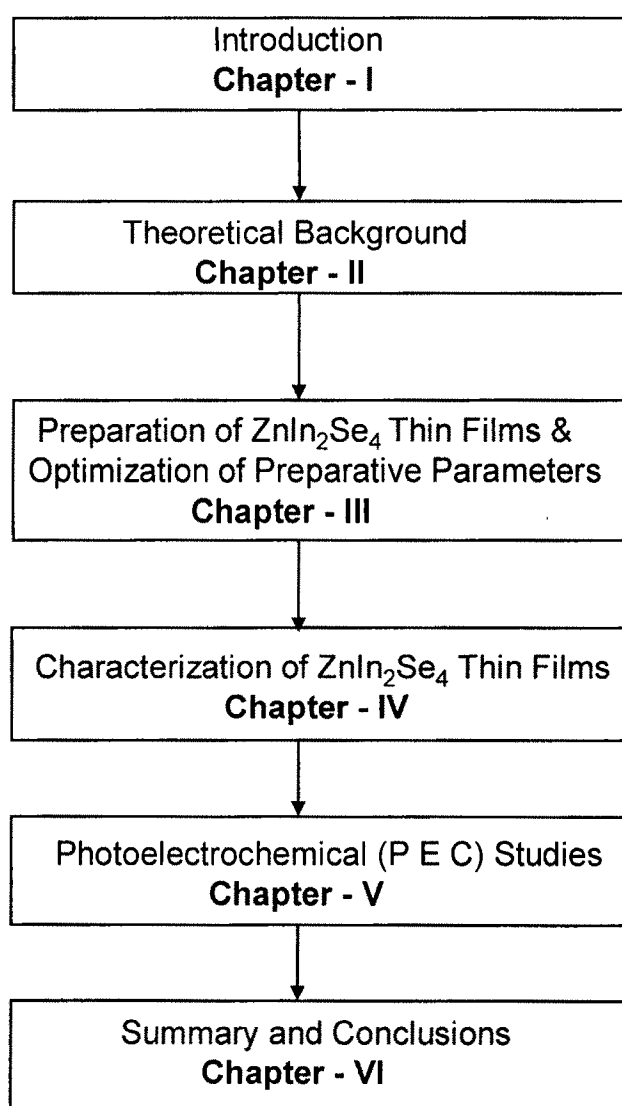 Introduction
Chapter - I
Theoretical Background
Chapter - II
Preparation of ZnIn₂Se₄ Thin Films &
Optimization of Preparative Parameters
Chapter - III
Characterization of ZnIn₂Se₄ Thin Films
Chapter - IV
Photoelectrochemical (P E C) Studies
Chapter - V
Summary and Conclusions
Chapter - VI